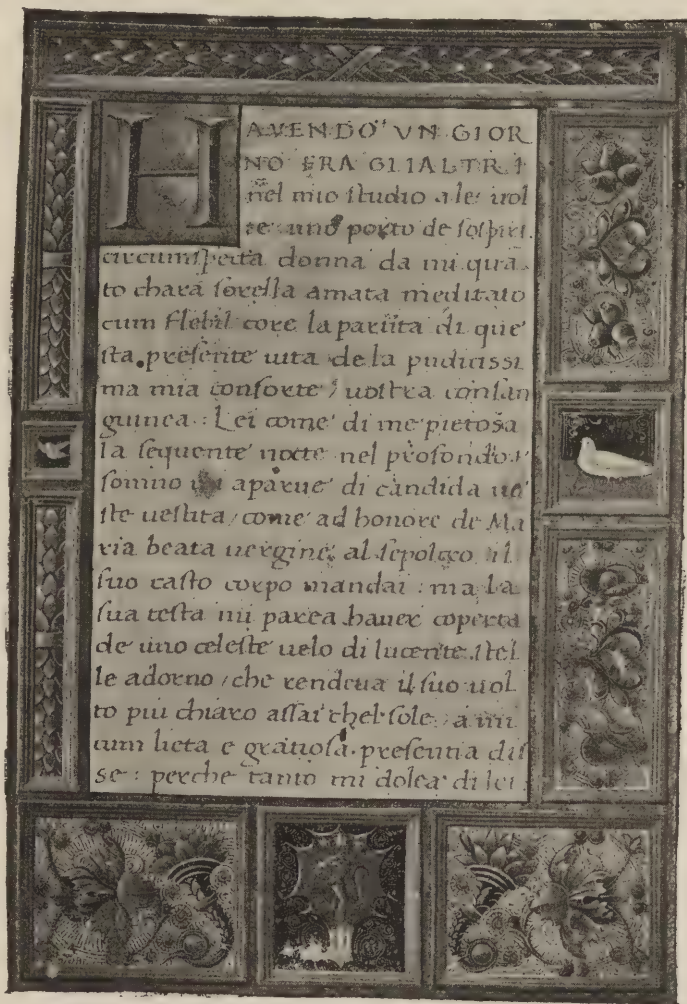 HAVENDO VN GIOR
NO FRA GLIALTRI
nel mio studio a le uol
te uno porto de sospiri
circunspecta donna da mi qua
to chara sorella amata meditato
cum flebil core la partita di que
sta presente uita de la pudicissi
ma mia consorte / uostra consan
guinea : Lei come di me pietosa
la sequente nocte nel profondo
somno mi aparue di candida ue
ste uestita / come ad honore de Ma
ria beata uergine al sepolcro il
suo casto corpo mandai : ma la
sua testa mi parea hauer coperta
de uno celeste uelo di lucente stel
le adorno / che rendeua il suo uol
to piu chiaro assai chel sole : a mi
cum lieta e gratiosa presentia dis
se : perche tanto mi dolea di lei